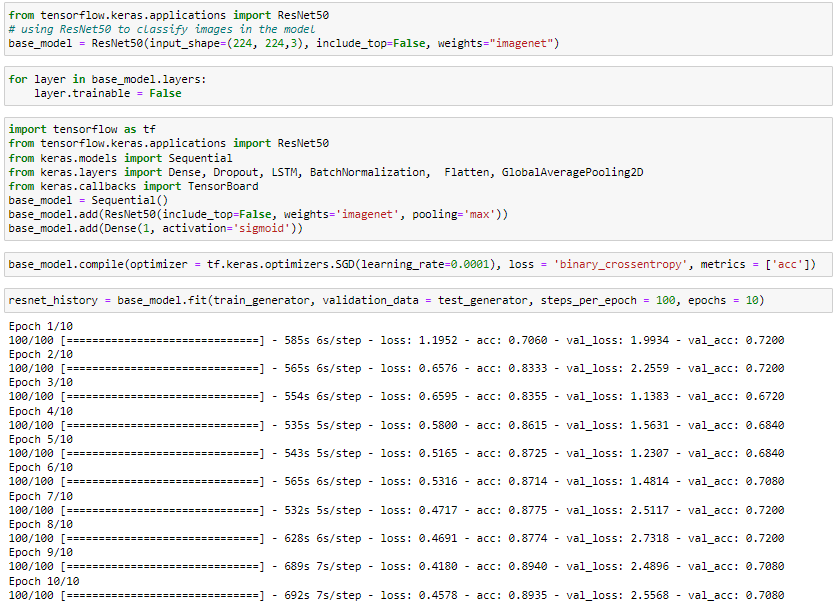 from tensorflow.keras.applications import ResNet50
# using ResNet50 to classify images in the model
base_model = ResNet50(input_shape=(224, 224,3), include_top=False, weights="imagenet")
for layer in base_model.layers:
    layer.trainable = False
import tensorflow as tf
from tensorflow.keras.applications import ResNet50
from keras.models import Sequential
from keras.layers import Dense, Dropout, LSTM, BatchNormalization,  Flatten, GlobalAveragePooling2D
from keras.callbacks import TensorBoard
base_model = Sequential()
base_model.add(ResNet50(include_top=False, weights='imagenet', pooling='max'))
base_model.add(Dense(1, activation='sigmoid'))
base_model.compile(optimizer = tf.keras.optimizers.SGD(learning_rate=0.0001), loss = 'binary_crossentropy', metrics = ['acc'])
resnet_history = base_model.fit(train_generator, validation_data = test_generator, steps_per_epoch = 100, epochs = 10)
Epoch 1/10
100/100 [==============================] - 585s 6s/step - loss: 1.1952 - acc: 0.7060 - val_loss: 1.9934 - val_acc: 0.7200
Epoch 2/10
100/100 [==============================] - 565s 6s/step - loss: 0.6576 - acc: 0.8333 - val_loss: 2.2559 - val_acc: 0.7200
Epoch 3/10
100/100 [==============================] - 554s 6s/step - loss: 0.6595 - acc: 0.8355 - val_loss: 1.1383 - val_acc: 0.6720
Epoch 4/10
100/100 [==============================] - 535s 5s/step - loss: 0.5800 - acc: 0.8615 - val_loss: 1.5631 - val_acc: 0.6840
Epoch 5/10
100/100 [==============================] - 543s 5s/step - loss: 0.5165 - acc: 0.8725 - val_loss: 1.2307 - val_acc: 0.6840
Epoch 6/10
100/100 [==============================] - 565s 6s/step - loss: 0.5316 - acc: 0.8714 - val_loss: 1.4814 - val_acc: 0.7080
Epoch 7/10
100/100 [==============================] - 532s 5s/step - loss: 0.4717 - acc: 0.8775 - val_loss: 2.5117 - val_acc: 0.7200
Epoch 8/10
100/100 [==============================] - 628s 6s/step - loss: 0.4691 - acc: 0.8774 - val_loss: 2.7318 - val_acc: 0.7200
Epoch 9/10
100/100 [==============================] - 689s 7s/step - loss: 0.4180 - acc: 0.8940 - val_loss: 2.4896 - val_acc: 0.7080
Epoch 10/10
100/100 [==============================] - 692s 7s/step - loss: 0.4578 - acc: 0.8935 - val_loss: 2.5568 - val_acc: 0.7080